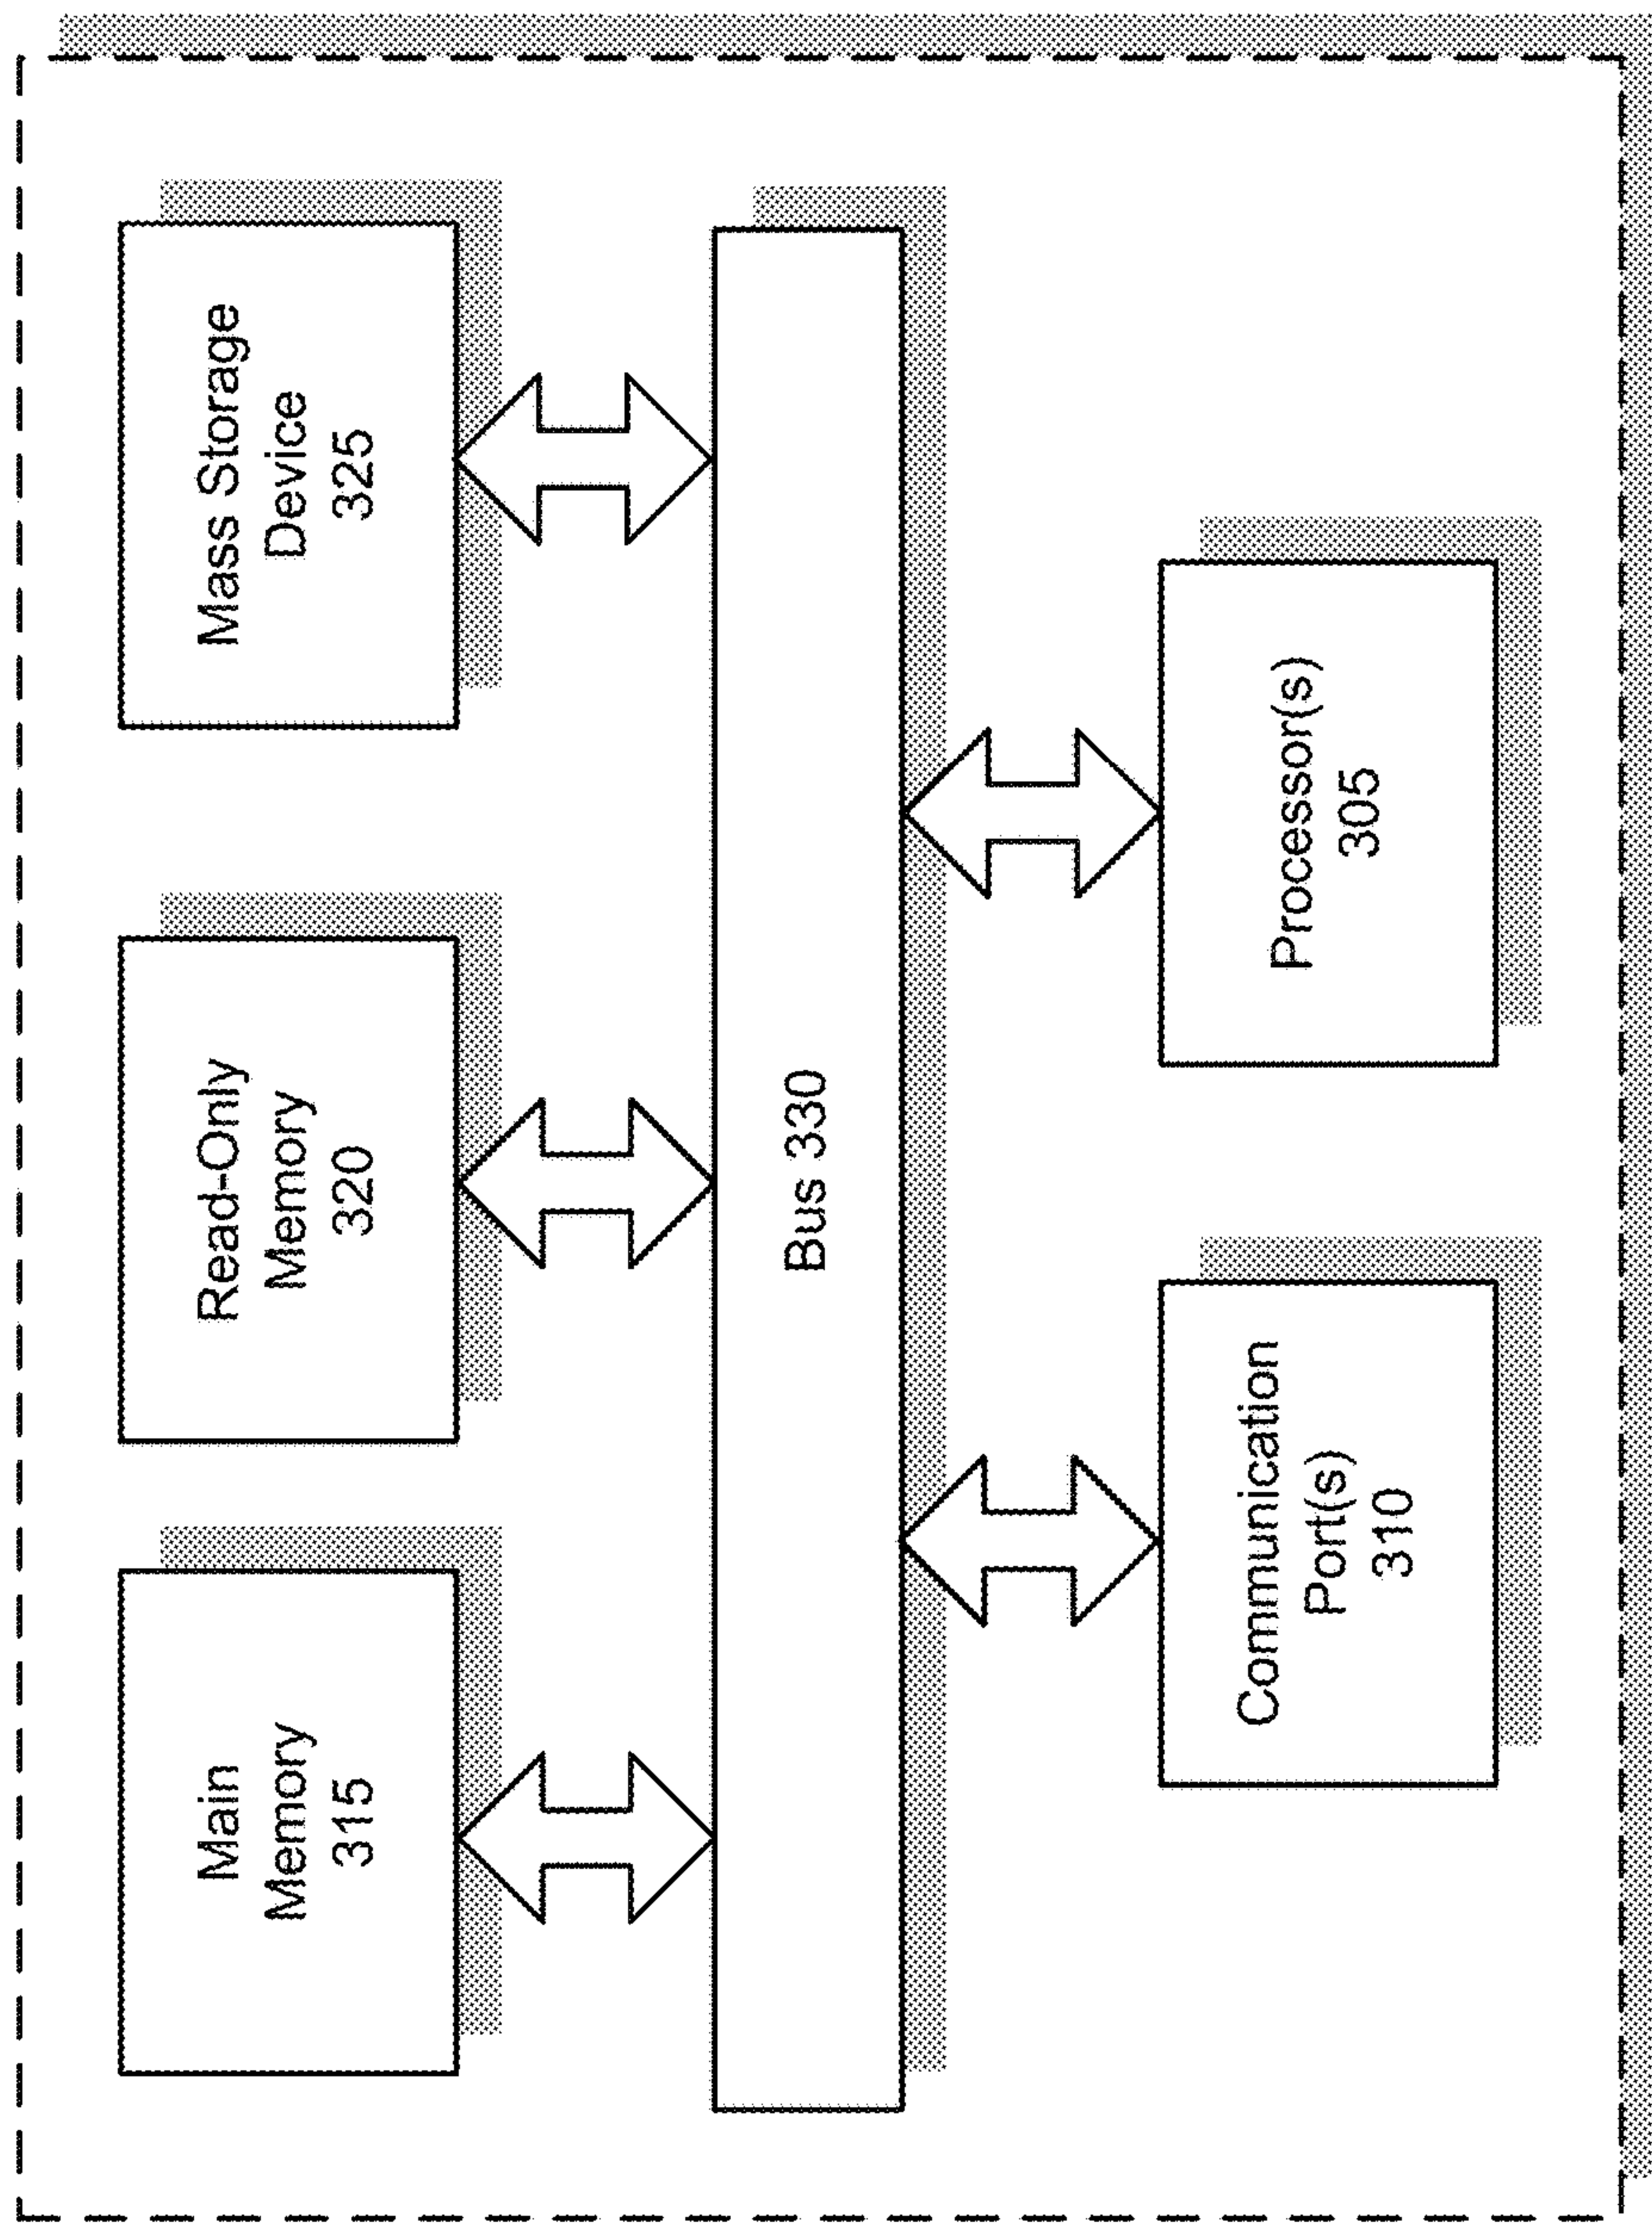 Main
Memory
315
Read-Only
Memory
320
Mass Storage
Device
325
Bus 330
Communication
Port(s)
310
Processor(s)
305